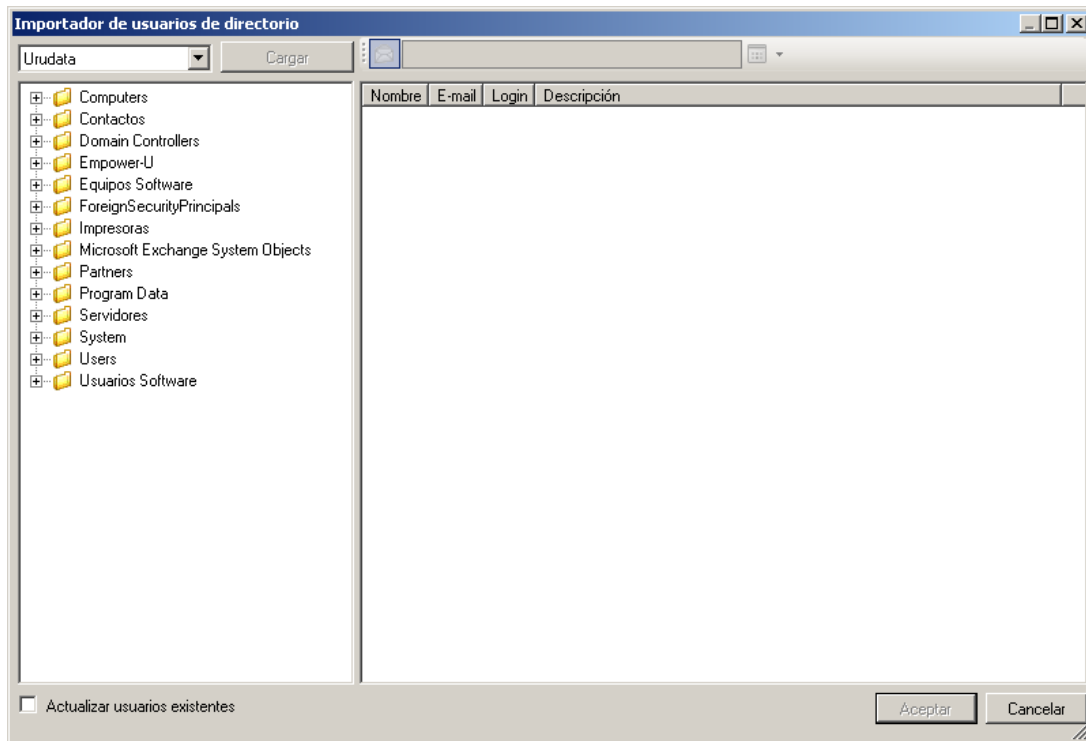 Importador de usuarios de directorio
Urudata
Cargar
Computers
Contactos
Domain Controllers
Empower-U
Equipos Software
ForeignSecurityPrincipals
Impresoras
Microsoft Exchange System Objects
Partners
Program Data
Servidores
System
Users
Usuarios Software
Nombre E-mail Login Descripción
Actualizar usuarios existentes
Aceptar Cancelar